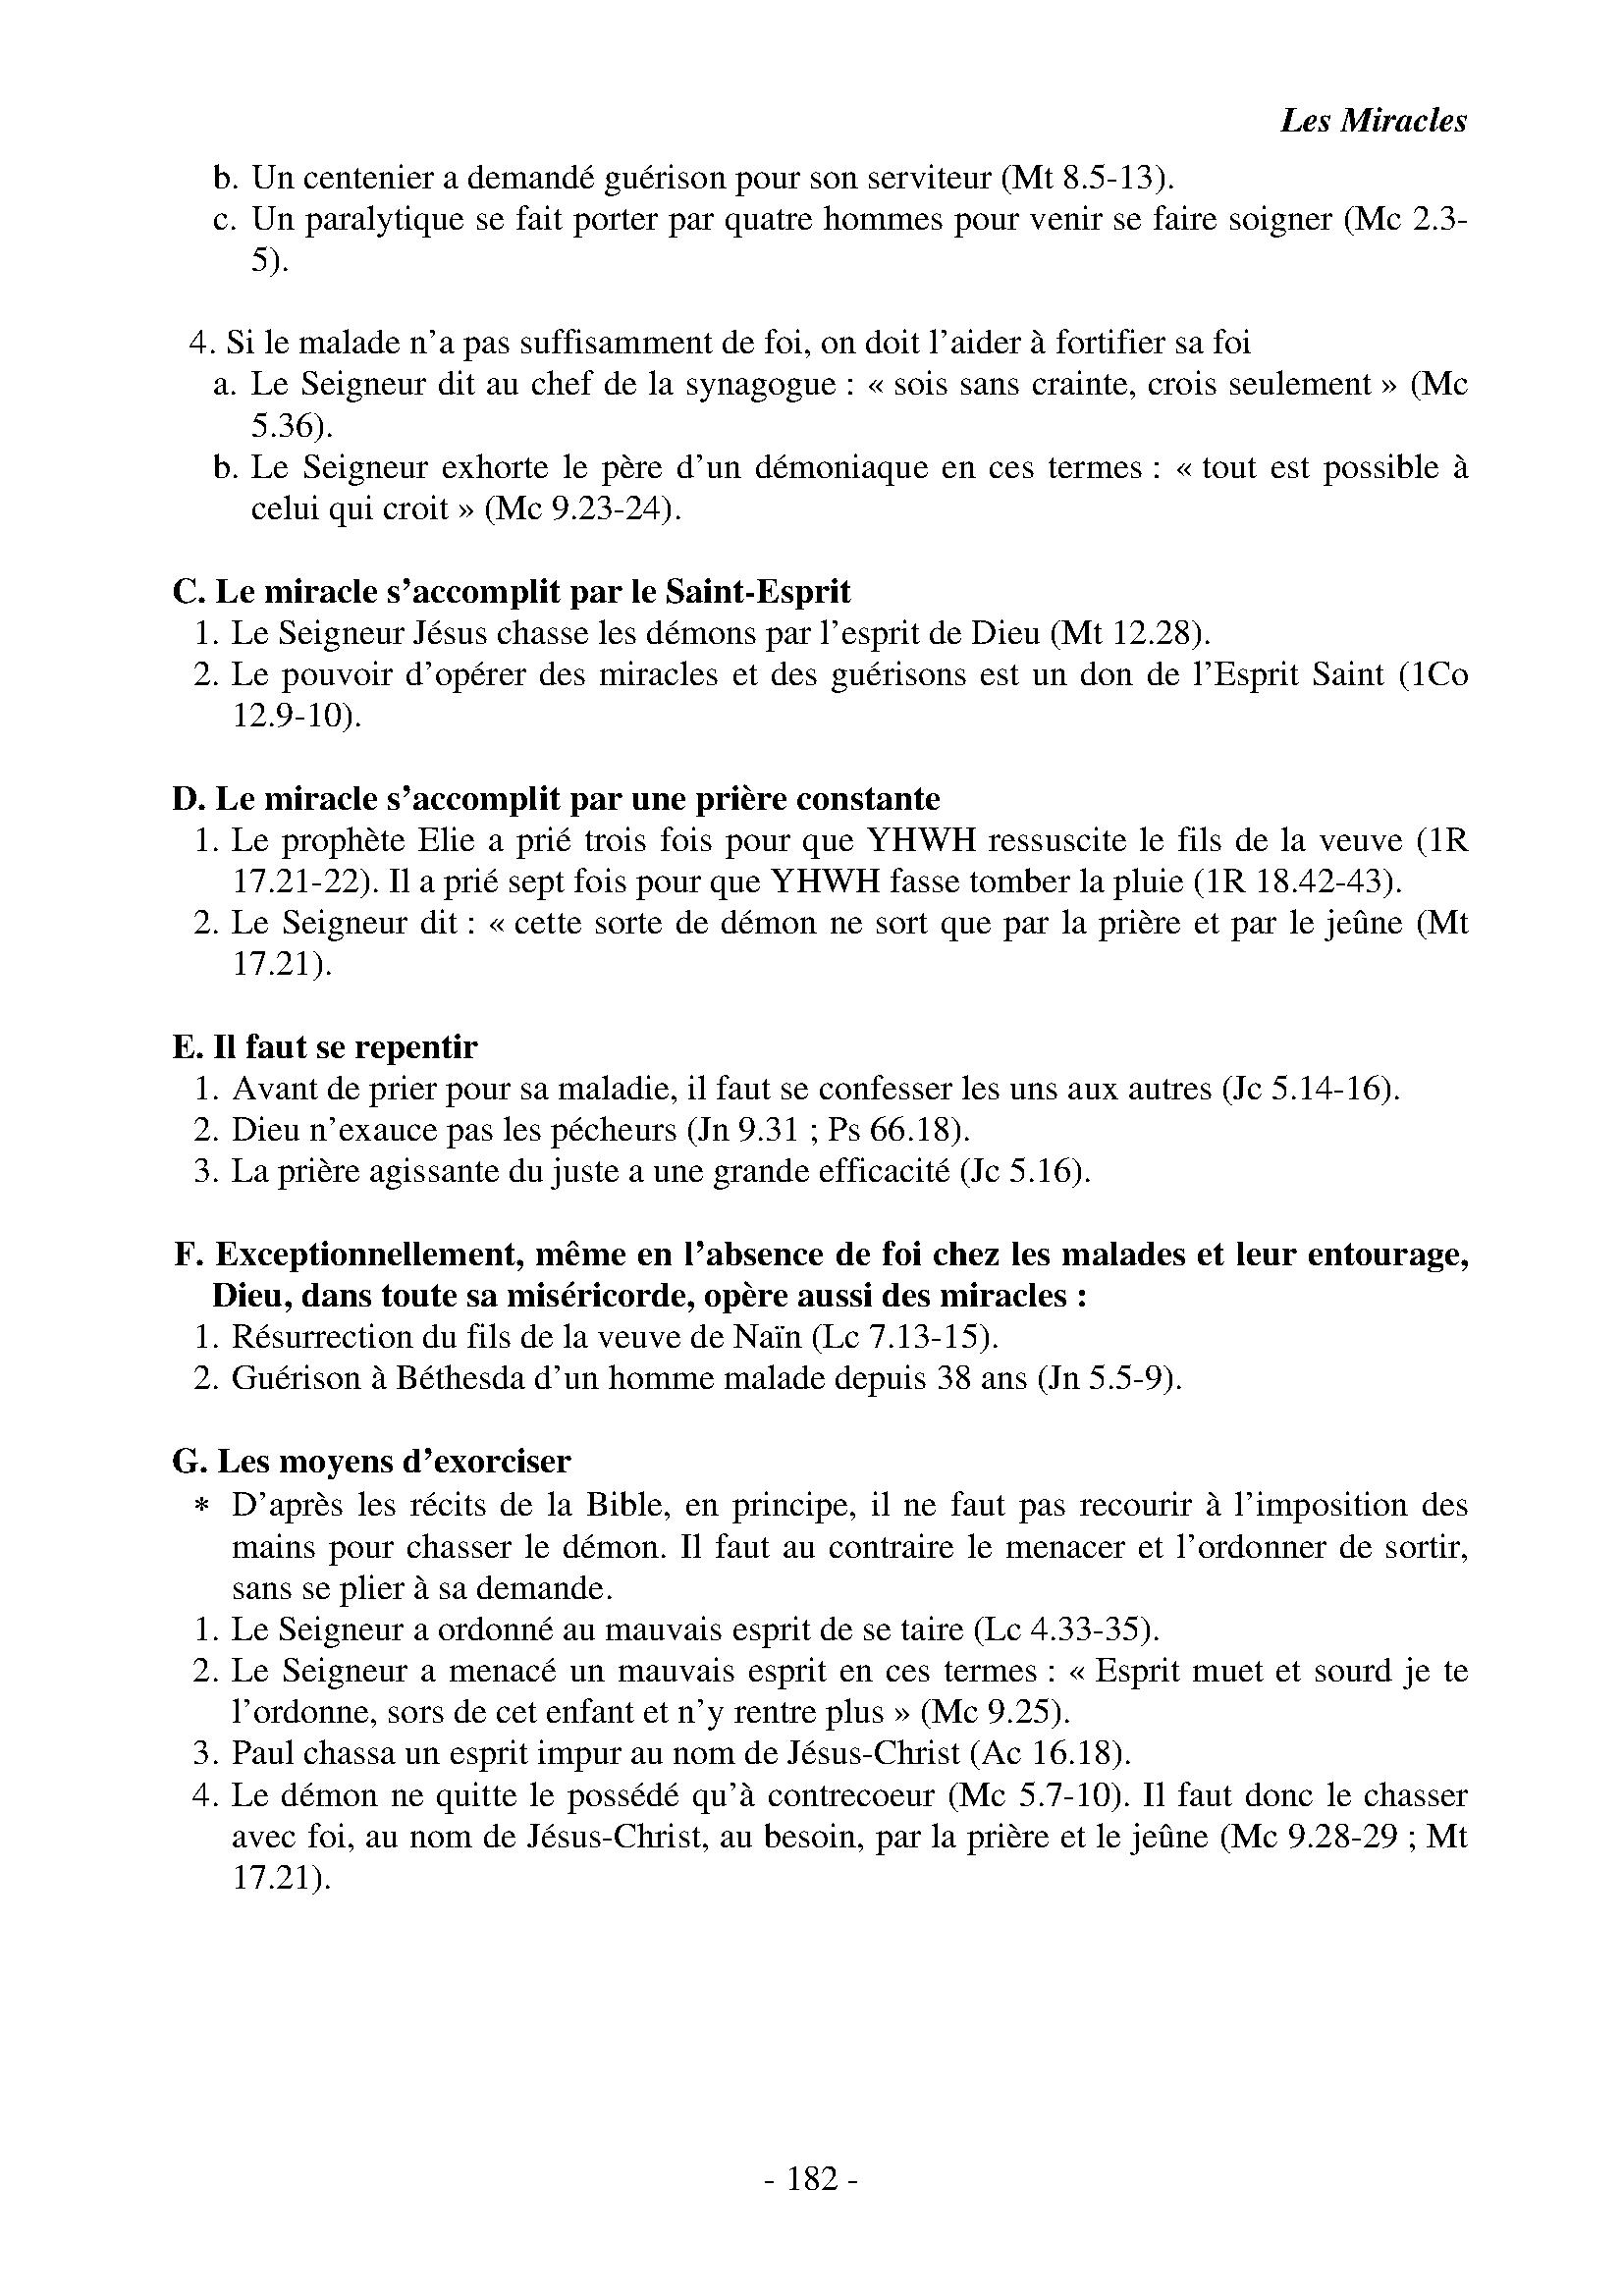 Les Miracles
b. Un centenier a demandé guérison pour son serviteur (Mt 8.5-13).
c. Un paralytique se fait porter par quatre hommes pour venir se faire soigner (Mc 2.3-
5).
4. Si le malade n’a pas suffisamment de foi, on doit l’aider à fortifier sa foi
a. Le Seigneur dit au chef de la synagogue : « sois sans crainte, crois seulement » (Mc
5.36).
b. Le Seigneur exhorte le père d’un démoniaque en ces termes : « tout est possible à
celui qui croit » (Mc 9.23-24).
C. Le miracle s’accomplit par le Saint-Esprit
1. Le Seigneur Jésus chasse les démons par l’esprit de Dieu (Mt 12.28).
2. Le pouvoir d’opérer des miracles et des guérisons est un don de l’Esprit Saint (1Co
12.9-10).
D. Le miracle s’accomplit par une prière constante
1. Le prophète Elie a prié trois fois pour que YHWH ressuscite le fils de la veuve (1R
17.21-22). Il a prié sept fois pour que YHWH fasse tomber la pluie (1R 18.42-43).
2. Le Seigneur dit : « cette sorte de démon ne sort que par la prière et par le jeûne (Mt
17.21).
E. Il faut se repentir
1. Avant de prier pour sa maladie, il faut se confesser les uns aux autres (Jc 5.14-16).
2. Dieu n’exauce pas les pécheurs (Jn 9.31 ; Ps 66.18).
3. La prière agissante du juste a une grande efficacité (Jc 5.16).
F. Exceptionnellement, même en l’absence de foi chez les malades et leur entourage,
Dieu, dans toute sa miséricorde, opère aussi des miracles :
1. Résurrection du fils de la veuve de Naïn (Lc 7.13-15).
2. Guérison à Béthesda d’un homme malade depuis 38 ans (Jn 5.5-9).
G. Les moyens d’exorciser
* D’après les récits de la Bible, en principe, il ne faut pas recourir à l’imposition des
mains pour chasser le démon. Il faut au contraire le menacer et l’ordonner de sortir,
sans se plier à sa demande.
1. Le Seigneur a ordonné au mauvais esprit de se taire (Lc 4.33-35).
2. Le Seigneur a menacé un mauvais esprit en ces termes : « Esprit muet et sourd je te
l’ordonne, sors de cet enfant et n’y rentre plus » (Mc 9.25).
3. Paul chassa un esprit impur au nom de Jésus-Christ (Ac 16.18).
4. Le démon ne quitte le possédé qu’à contrecoeur (Mc 5.7-10). Il faut donc le chasser
avec foi, au nom de Jésus-Christ, au besoin, par la prière et le jeûne (Mc 9.28-29 ; Mt
17.21).
- 182 -